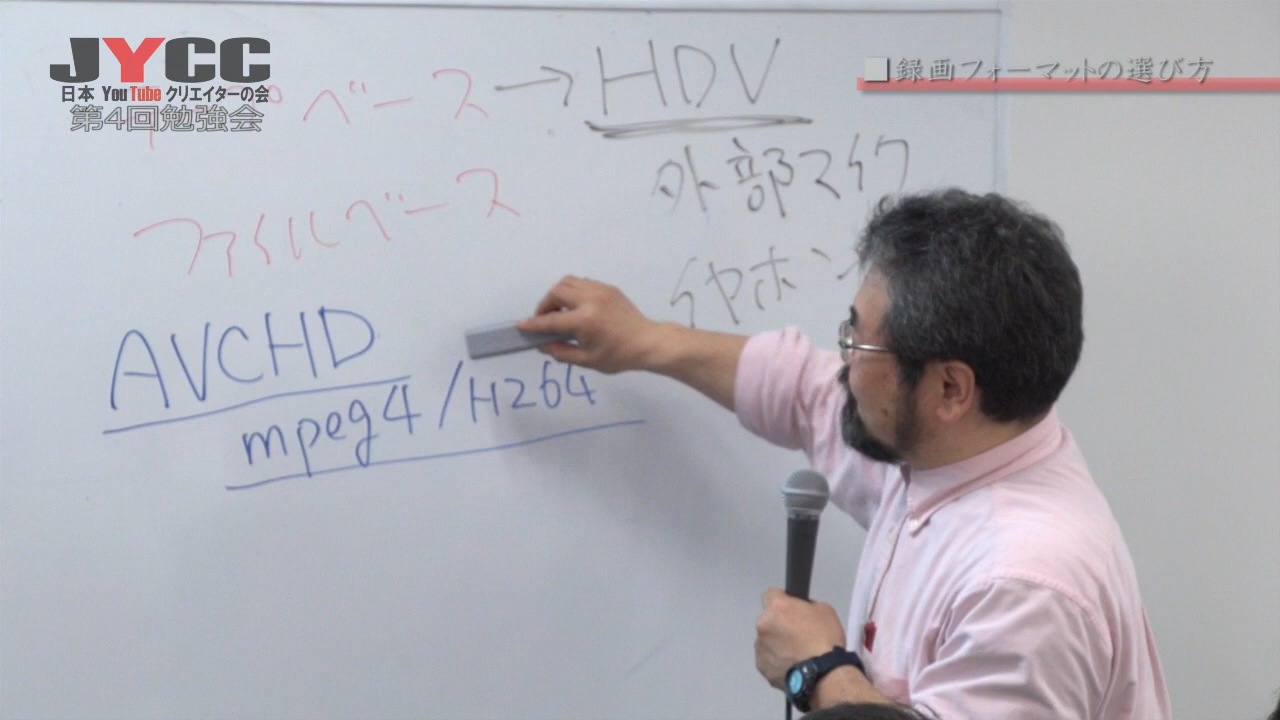 JYCC
日本 YouTube クリエイターの会
第4回勉強会
■録画フォーマットの選び方
ベース → HDV
外部マイク
ファイルベース
イヤホン
AVCHD
mpeg4/H264